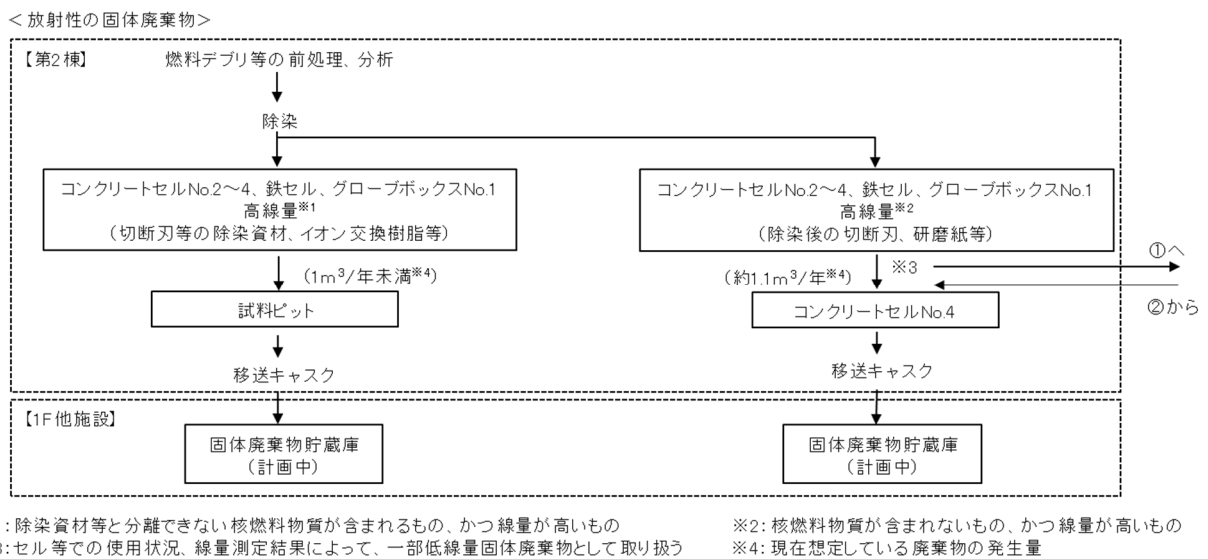 ＜放射性の固体廃棄物＞
【第2棟】
燃料デブリ等の前処理、分析
除染
コンクリートセルNo.2～4、鉄セル、グローブボックスNo.1
高線量※1
（切断刃等の除染資材、イオン交換樹脂等）
コンクリートセルNo.2～4、鉄セル、グローブボックスNo.1
高線量※2
（除染後の切断刃、研磨紙等）
（1m³/年未満※4）
（約1.1m³/年※4）
※3
①へ
②から
試料ピット
コンクリートセルNo.4
移送キャスク
移送キャスク
【1F他施設】
固体廃棄物貯蔵庫
（計画中）
固体廃棄物貯蔵庫
（計画中）
：除染資材等と分離できない核燃料物質が含まれるもの、かつ線量が高いもの
※2：核燃料物質が含まれないもの、かつ線量が高いもの
3：セル等での使用状況、線量測定結果によって、一部低線量固体廃棄物として取り扱う
※4：現在想定している廃棄物の発生量